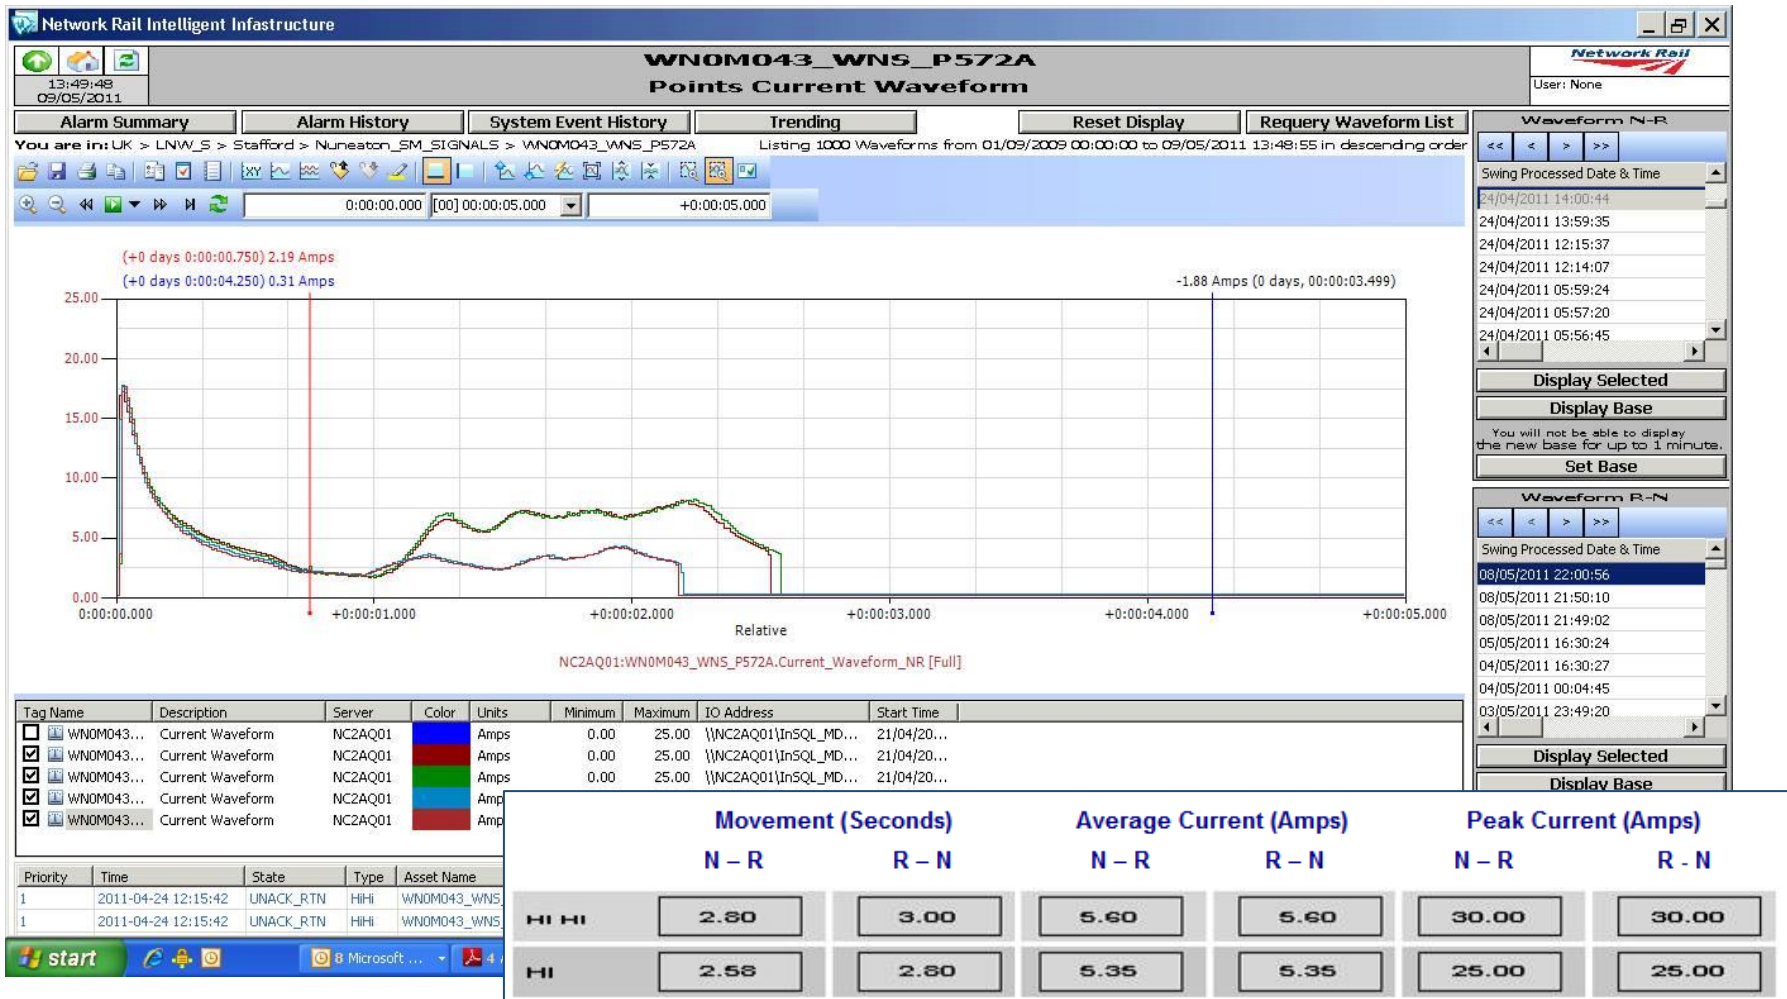 Network Rail Intelligent Infastructure
13:49:48
09/05/2011
WN0M043_WNS_P572A
Points Current Waveform
Network Rail
User: None
Alarm Summary Alarm History System Event History Trending Reset Display Requery Waveform List
You are in: UK > LNW_S > Stafford > Nuneaton_SM_SIGNALS > WN0M043_WNS_P572A Listing 1000 Waveforms from 01/09/2009 00:00:00 to 09/05/2011 13:48:55 in descending order
0:00:00.000 [00] 00:00:05.000 +0:00:05.000
(+0 days 0:00:00.750) 2.19 Amps
(+0 days 0:00:04.250) 0.31 Amps
-1.88 Amps (0 days, 00:00:03.499)
25.00
20.00
15.00
10.00
5.00
0.00
0:00:00.000 +0:00:01.000 +0:00:02.000 +0:00:03.000 +0:00:04.000 +0:00:05.000
Relative
NC2AQ01:WN0M043_WNS_P572A.Current_Waveform_NR [Full]
Waveform N-R
<< < > >>
Swing Processed Date & Time
24/04/2011 14:00:44
24/04/2011 13:59:35
24/04/2011 12:15:37
24/04/2011 12:14:07
24/04/2011 05:59:24
24/04/2011 05:57:20
24/04/2011 05:56:45
Display Selected
Display Base
You will not be able to display
the new base for up to 1 minute.
Set Base
Waveform R-N
<< < > >>
Swing Processed Date & Time
08/05/2011 22:00:56
08/05/2011 21:50:10
08/05/2011 21:49:02
05/05/2011 16:30:24
04/05/2011 16:30:27
04/05/2011 00:04:45
03/05/2011 23:49:20
Display Selected
Display Base
Tag Name Description Server Color Units Minimum Maximum IO Address Start Time
WN0M043... Current Waveform NC2AQ01 Amps 0.00 25.00 \\NC2AQ01\InSQL_MD... 21/04/20...
WN0M043... Current Waveform NC2AQ01 Amps 0.00 25.00 \\NC2AQ01\InSQL_MD... 21/04/20...
WN0M043... Current Waveform NC2AQ01 Amps 0.00 25.00 \\NC2AQ01\InSQL_MD... 21/04/20...
WN0M043... Current Waveform NC2AQ01 Amp
WN0M043... Current Waveform NC2AQ01 Amp
Priority Time State Type Asset Name
1 2011-04-24 12:15:42 UNACK_RTN HiHi WN0M043_WNS_
1 2011-04-24 12:15:42 UNACK_RTN HiHi WN0M043_WNS_
start 8 Microsoft ... 4
Movement (Seconds) Average Current (Amps) Peak Current (Amps)
N – R R – N N – R R – N N – R R - N
HI HI 2.80 3.00 5.60 5.60 30.00 30.00
HI 2.58 2.80 5.35 5.35 25.00 25.00